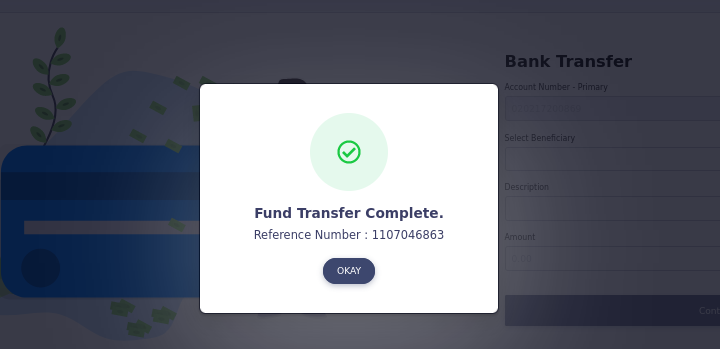 Bank Transfer
Account Number - Primary
Select Beneficiary
Description
Amount
Fund Transfer Complete.
Reference Number : 1107046863
OKAY